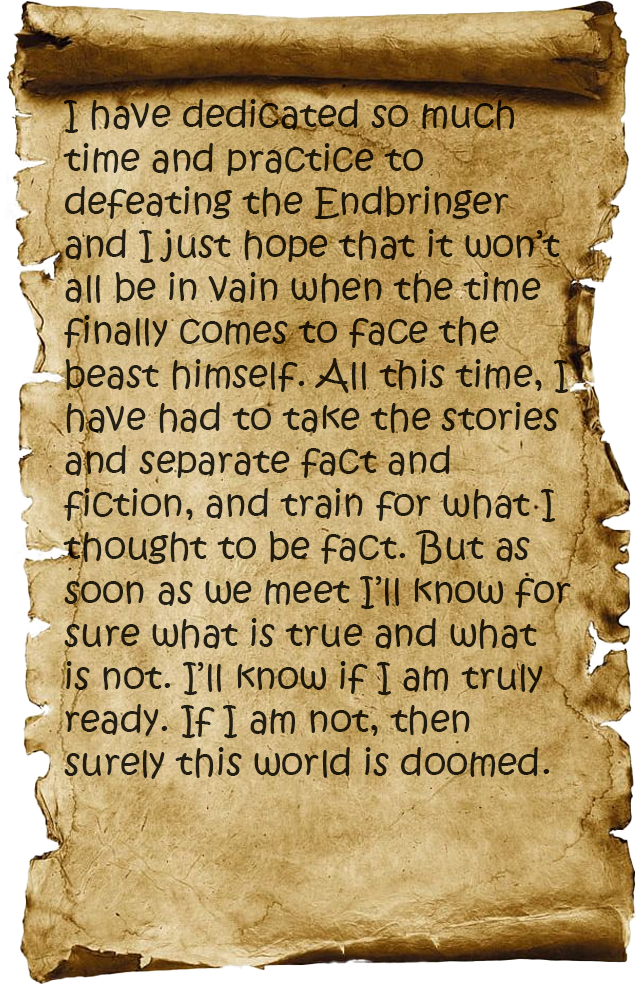 I have dedicated so much
time and practice to
defeating the Endbringer
and I just hope that it won't
all be in vain when the time
finally comes to face the
beast himself. All this time, I
have had to take the stories
and separate fact and
fiction, and train for what I
thought to be fact. But as
soon as we meet I'll know for
sure what is true and what
is not. I'll know if I am truly
ready. If I am not, then
surely this world is doomed.